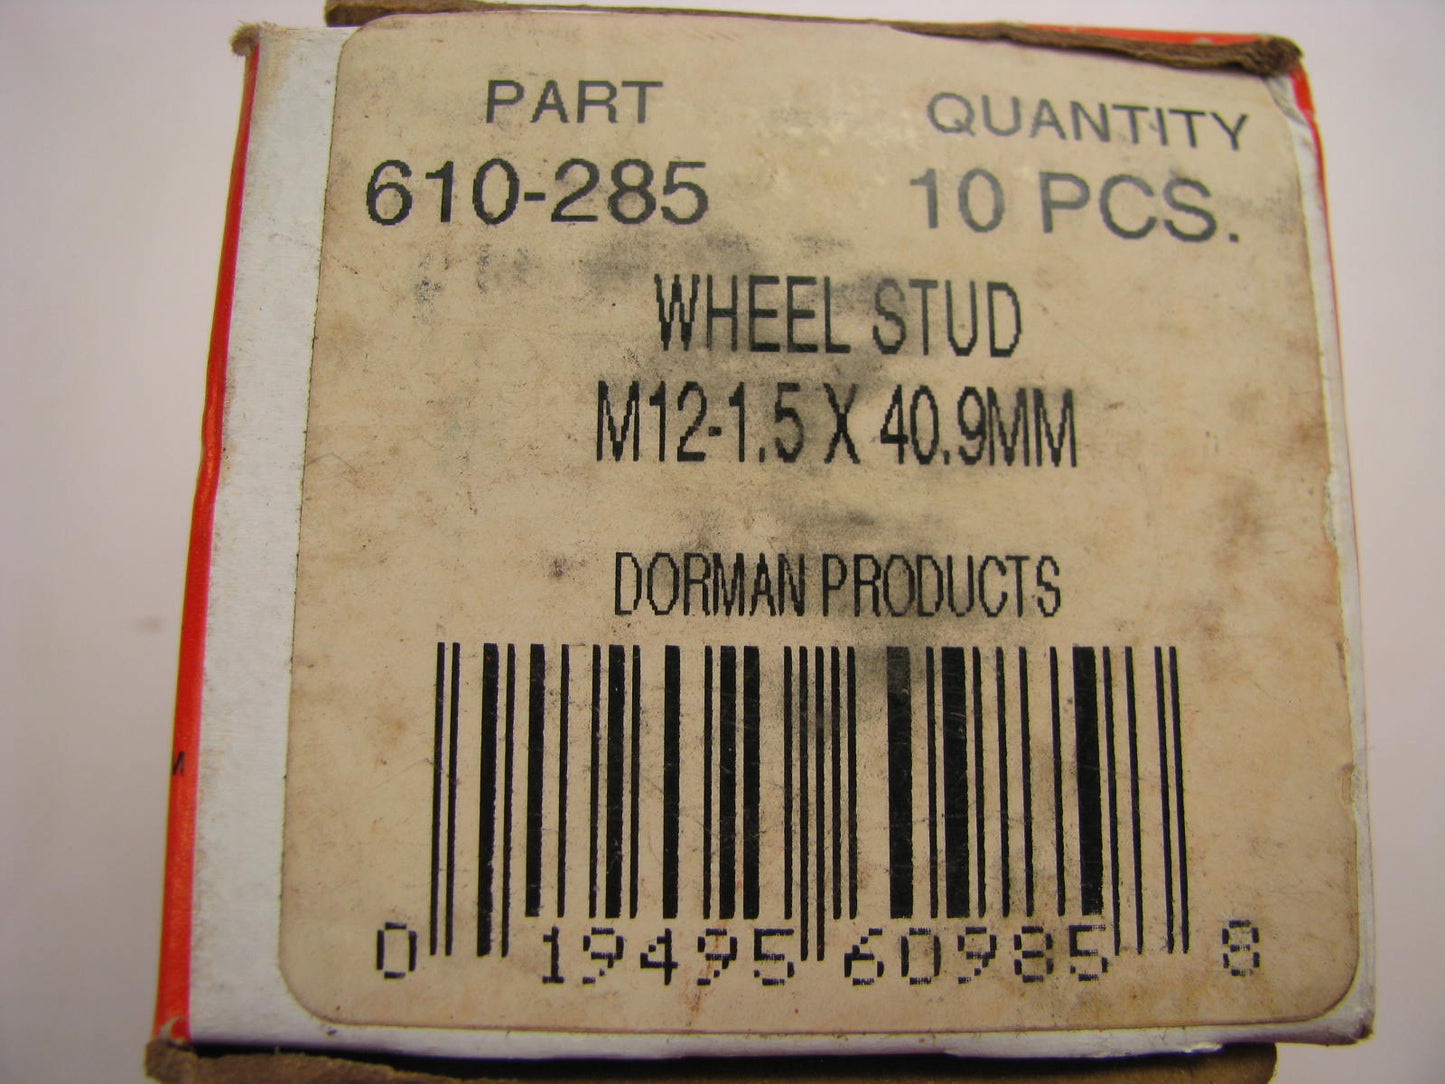 PART QUANTITY
610-285 10 PCS.
WHEEL STUD
M12-1.5 X 40.9MM
DORMAN PRODUCTS
0 19495 60985 8